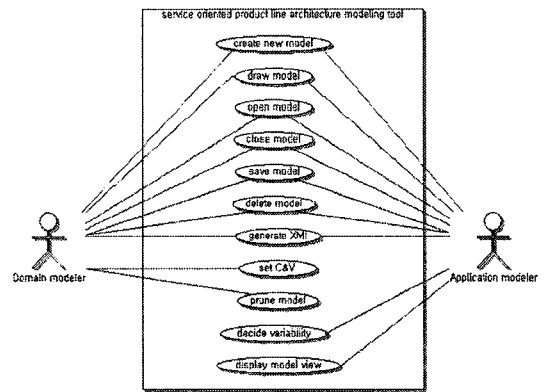 service oriented product line architecture modeling tool
create new model
draw model
open model
close model
save model
delete model
generate XMI
set C&V
prune model
decide variability
display model view
Domain modeler
Application modeler